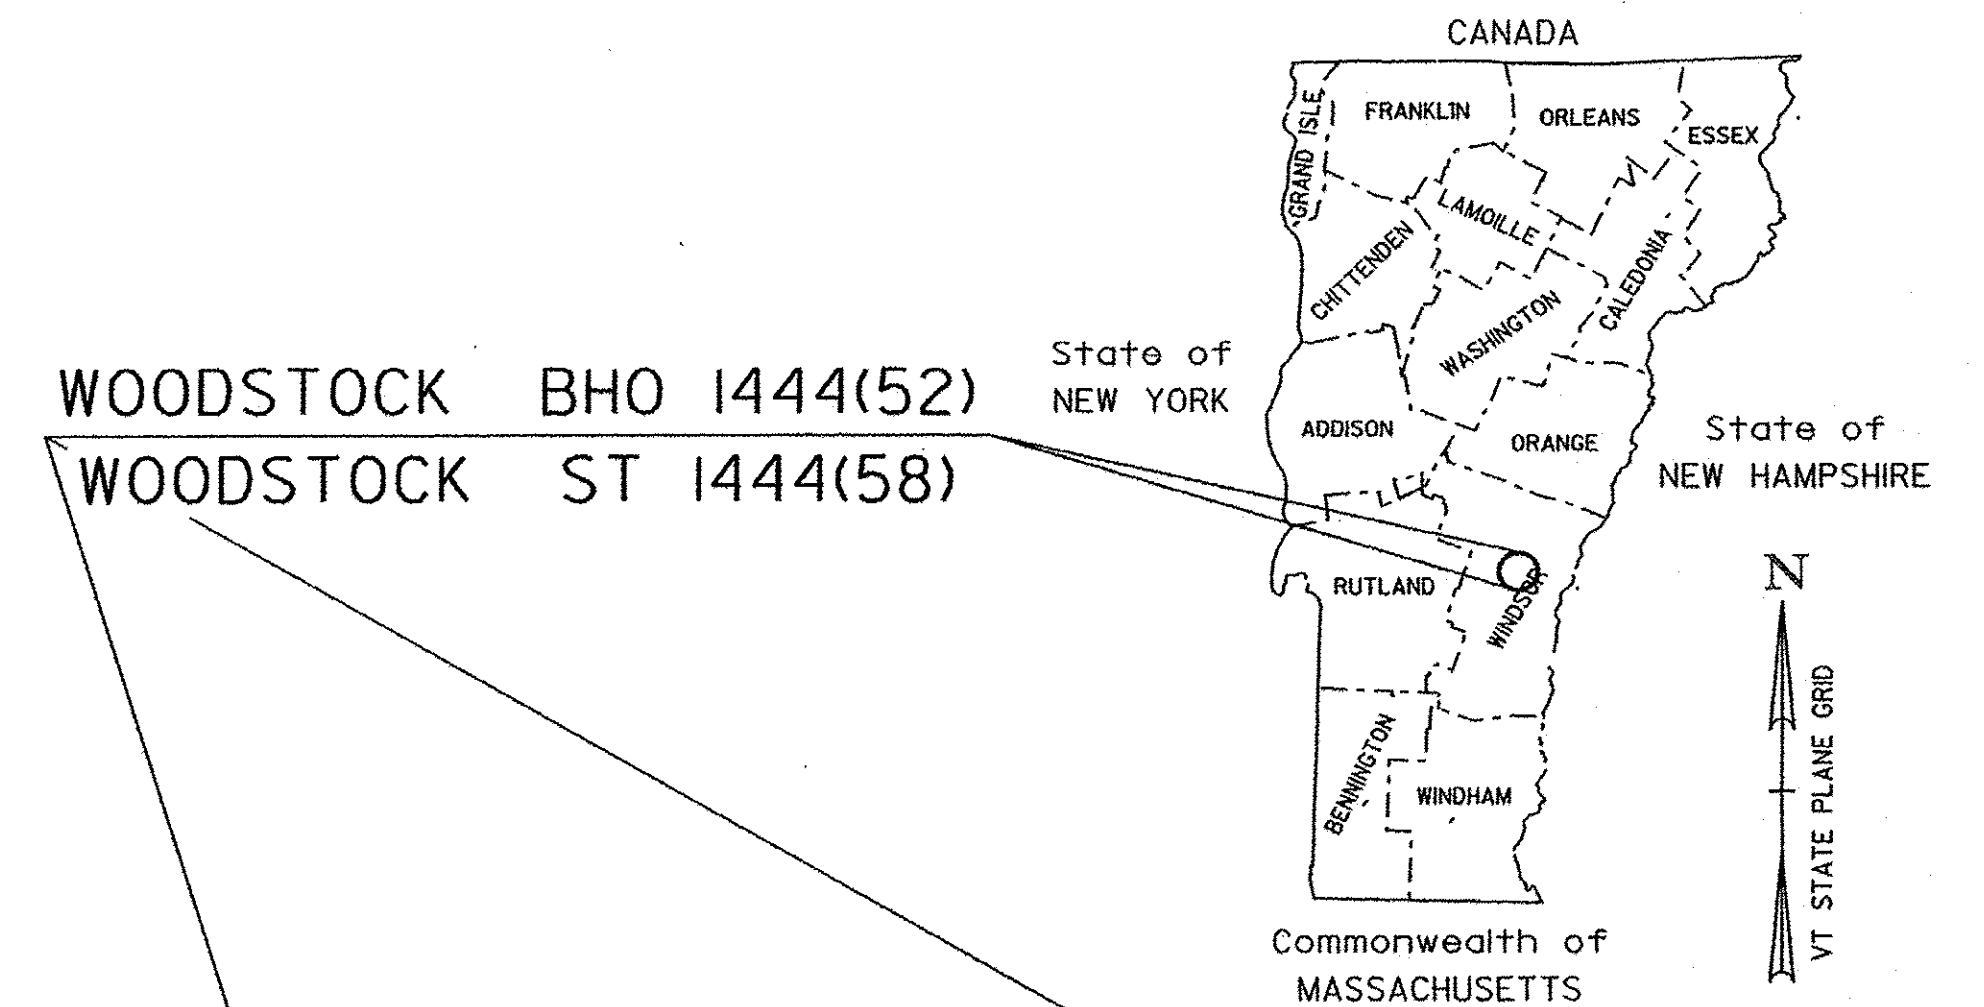 CANADA
GRAND ISLE
FRANKLIN
ORLEANS
ESSEX
LAMOILLE
CHITTENDEN
CALEDONIA
WASHINGTON
State of
NEW YORK
WOODSTOCK BHO 1444(52)
WOODSTOCK ST 1444(58)
ADDISON
ORANGE
State of
NEW HAMPSHIRE
RUTLAND
WINDSOR
N
VT STATE PLANE GRID
BENNINGTON
WINDHAM
Commonwealth of
MASSACHUSETTS